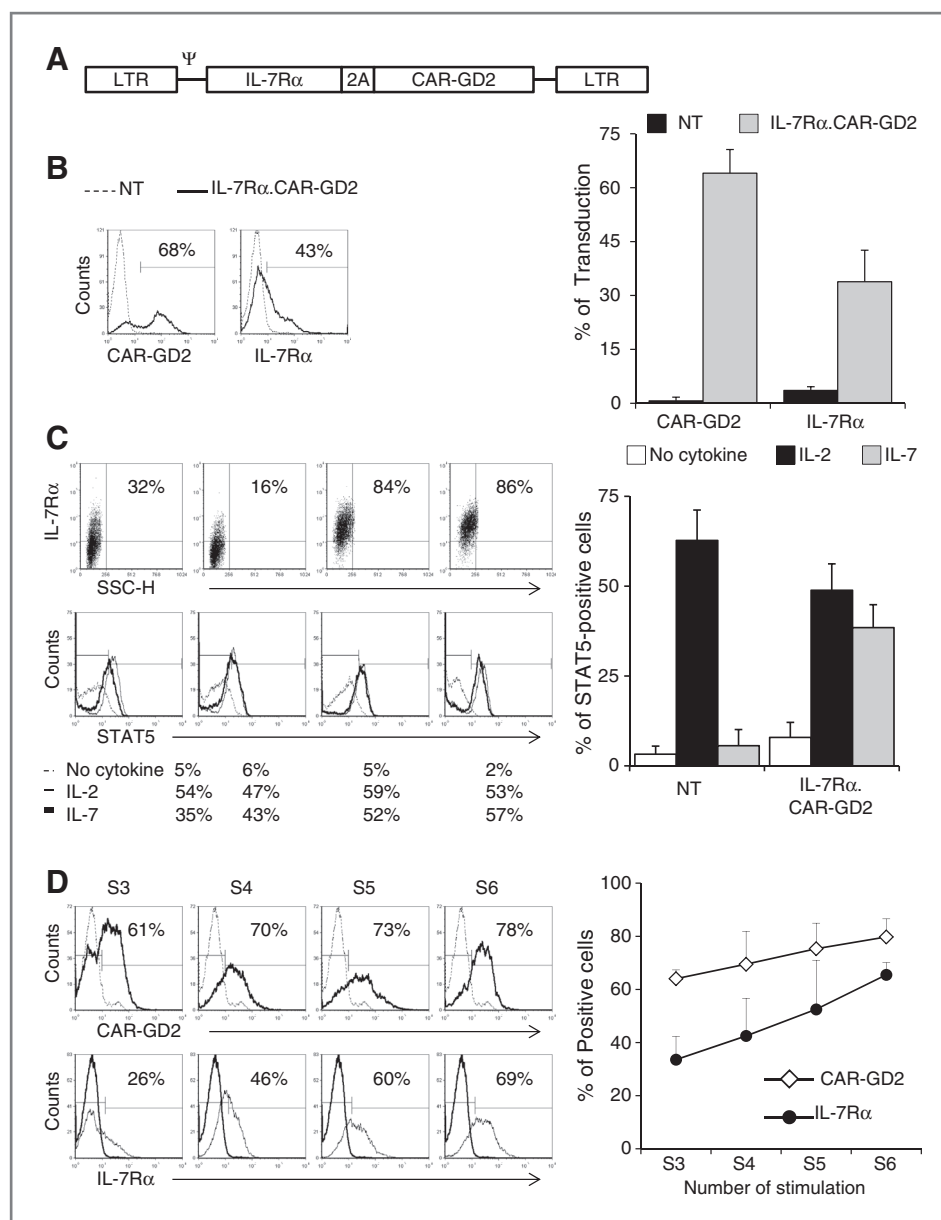 A
Ψ
LTR IL-7Rα 2A CAR-GD2 LTR
B
NT IL-7Rα.CAR-GD2
68% 43%
Counts
CAR-GD2 IL-7Rα
NT IL-7Rα.CAR-GD2
% of Transduction
75
60
45
30
15
0
CAR-GD2 IL-7Rα
C
IL-7Rα
32% 16% 84% 86%
SSC-H
Counts
STAT5
No cytokine 5% 6% 5% 2%
IL-2 54% 47% 59% 53%
IL-7 35% 43% 52% 57%
No cytokine IL-2 IL-7
% of STAT5-positive cells
75
50
25
0
NT IL-7Rα.
CAR-GD2
D
S3 S4 S5 S6
Counts
61% 70% 73% 78%
CAR-GD2
Counts
26% 46% 60% 69%
IL-7Rα
% of Positive cells
100
80
60
40
20
0
CAR-GD2
IL-7Rα
S3 S4 S5 S6
Number of stimulation